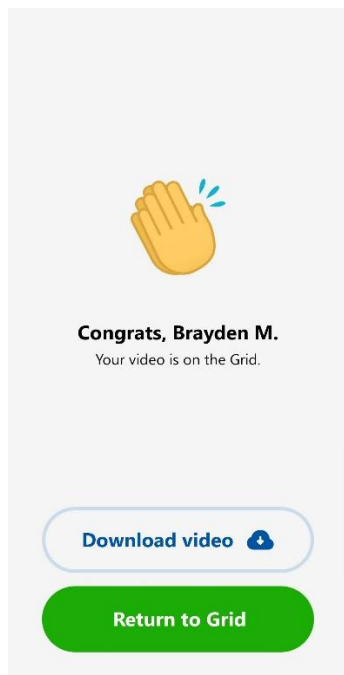 Congrats, Brayden M.
Your video is on the Grid.
Download video
Return to Grid